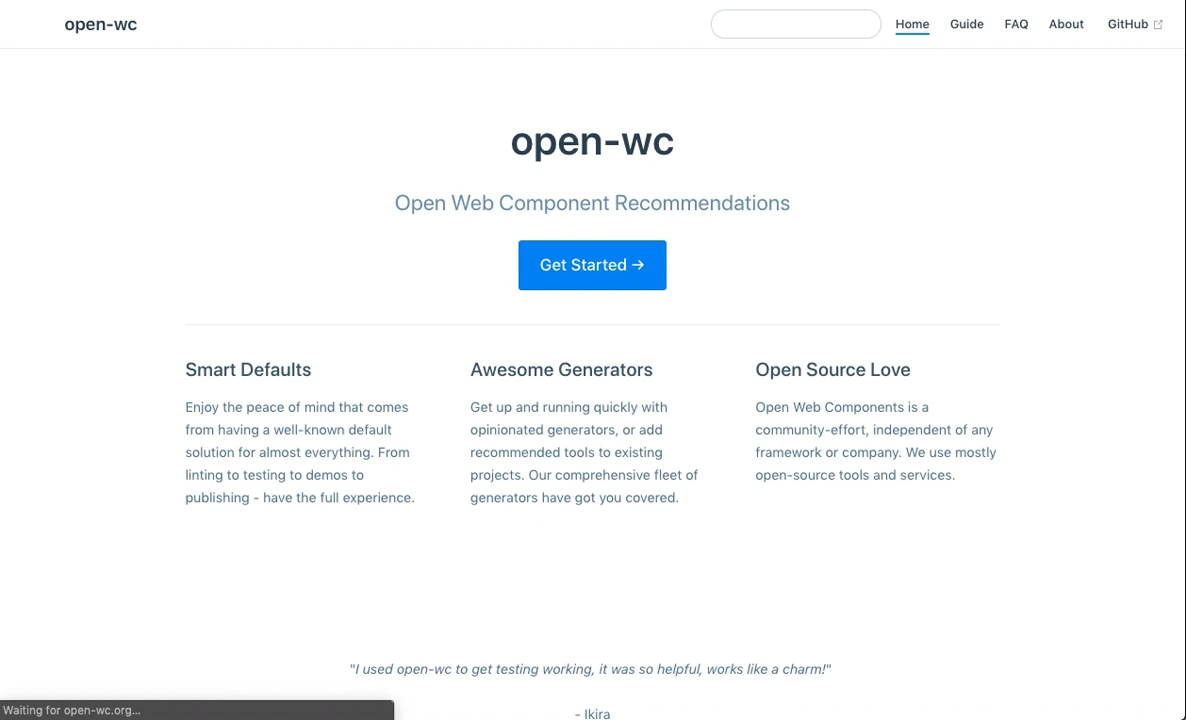 open-wc
Home Guide FAQ About GitHub
open-wc
Open Web Component Recommendations
Get Started →
Smart Defaults
Enjoy the peace of mind that comes
from having a well-known default
solution for almost everything. From
linting to testing to demos to
publishing - have the full experience.
Awesome Generators
Get up and running quickly with
opinionated generators, or add
recommended tools to existing
projects. Our comprehensive fleet of
generators have got you covered.
Open Source Love
Open Web Components is a
community-effort, independent of any
framework or company. We use mostly
open-source tools and services.
"I used open-wc to get testing working, it was so helpful, works like a charm!"
- Ikira
Waiting for open-wc.org...